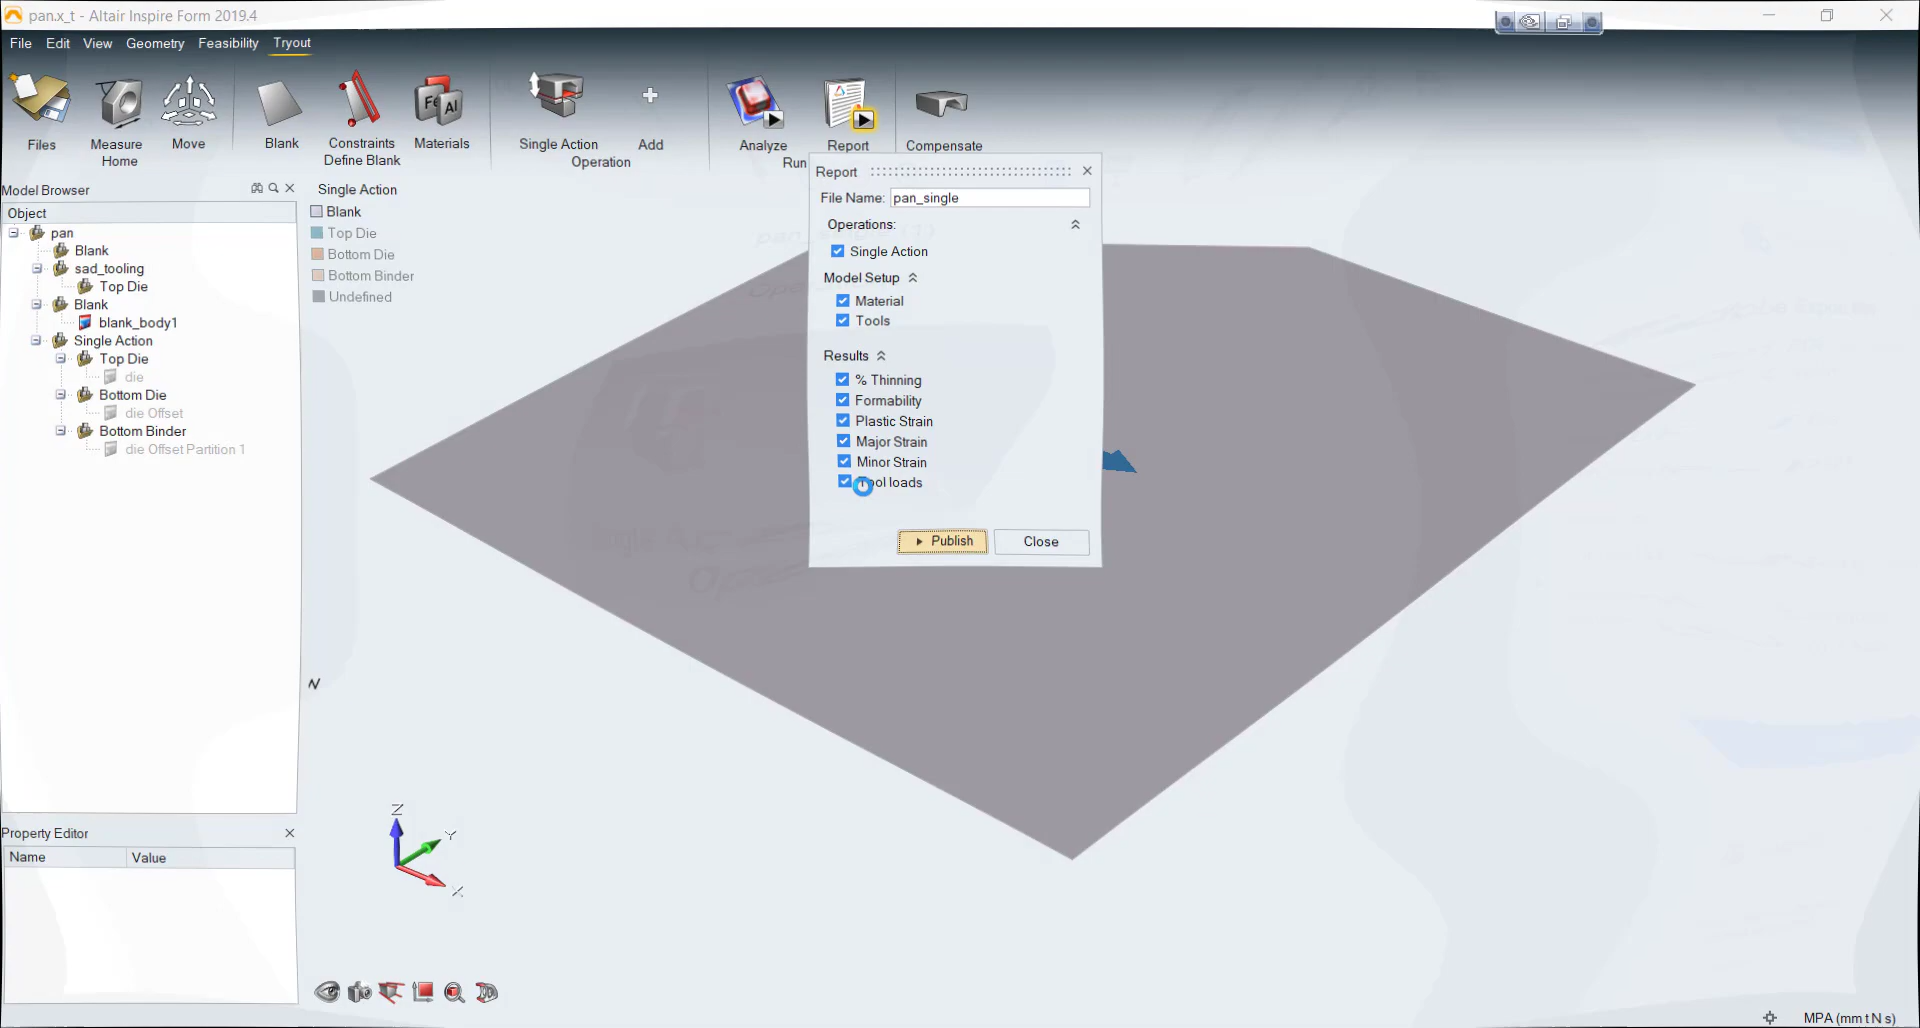 pan.x_t - Altair Inspire Form 2019.4
File Edit View Geometry Feasibility Tryout
Files
Measure
Home
Move
Blank
Constraints
Define Blank
Materials
Fe Al
Single Action
Add
Operation
Analyze
Report
Run
Compensate
Model Browser
Object
pan
Blank
sad_tooling
Top Die
Blank
blank_body1
Single Action
Top Die
die
Bottom Die
die Offset
Bottom Binder
die Offset Partition 1
Single Action
Blank
Top Die
Bottom Die
Bottom Binder
Undefined
Report
File Name: pan_single
Operations:
Single Action
Model Setup
Material
Tools
Results
% Thinning
Formability
Plastic Strain
Major Strain
Minor Strain
Tool loads
Publish
Close
Property Editor
Name Value
Z
Y
X
MPA (mm t N s)